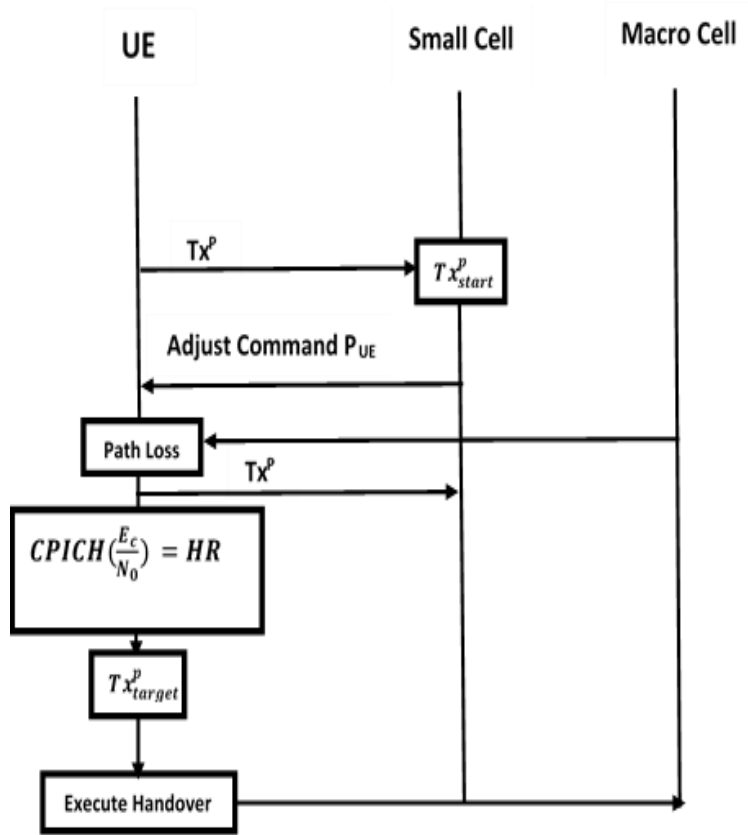 UE Small Cell Macro Cell
Tx^P
Tx^p_start
Adjust Command P_UE
Path Loss
Tx^P
CPICH(E_c/N_0) = HR
Tx^p_target
Execute Handover